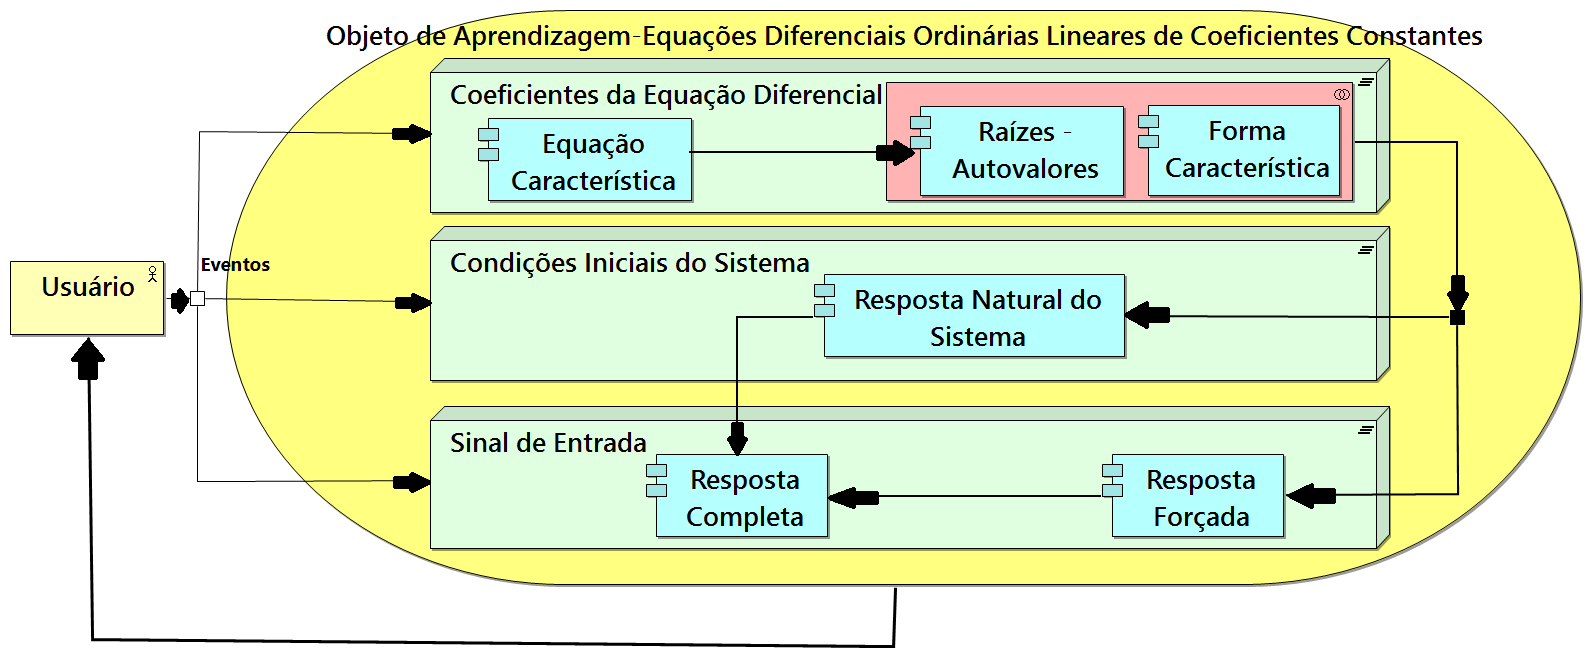 Objeto de Aprendizagem-Equações Diferenciais Ordinárias Lineares de Coeficientes Constantes
Coeficientes da Equação Diferencial
Equação
Característica
Raízes -
Autovalores
Forma
Característica
Usuário
Eventos
Condições Iniciais do Sistema
Resposta Natural do
Sistema
Sinal de Entrada
Resposta
Completa
Resposta
Forçada